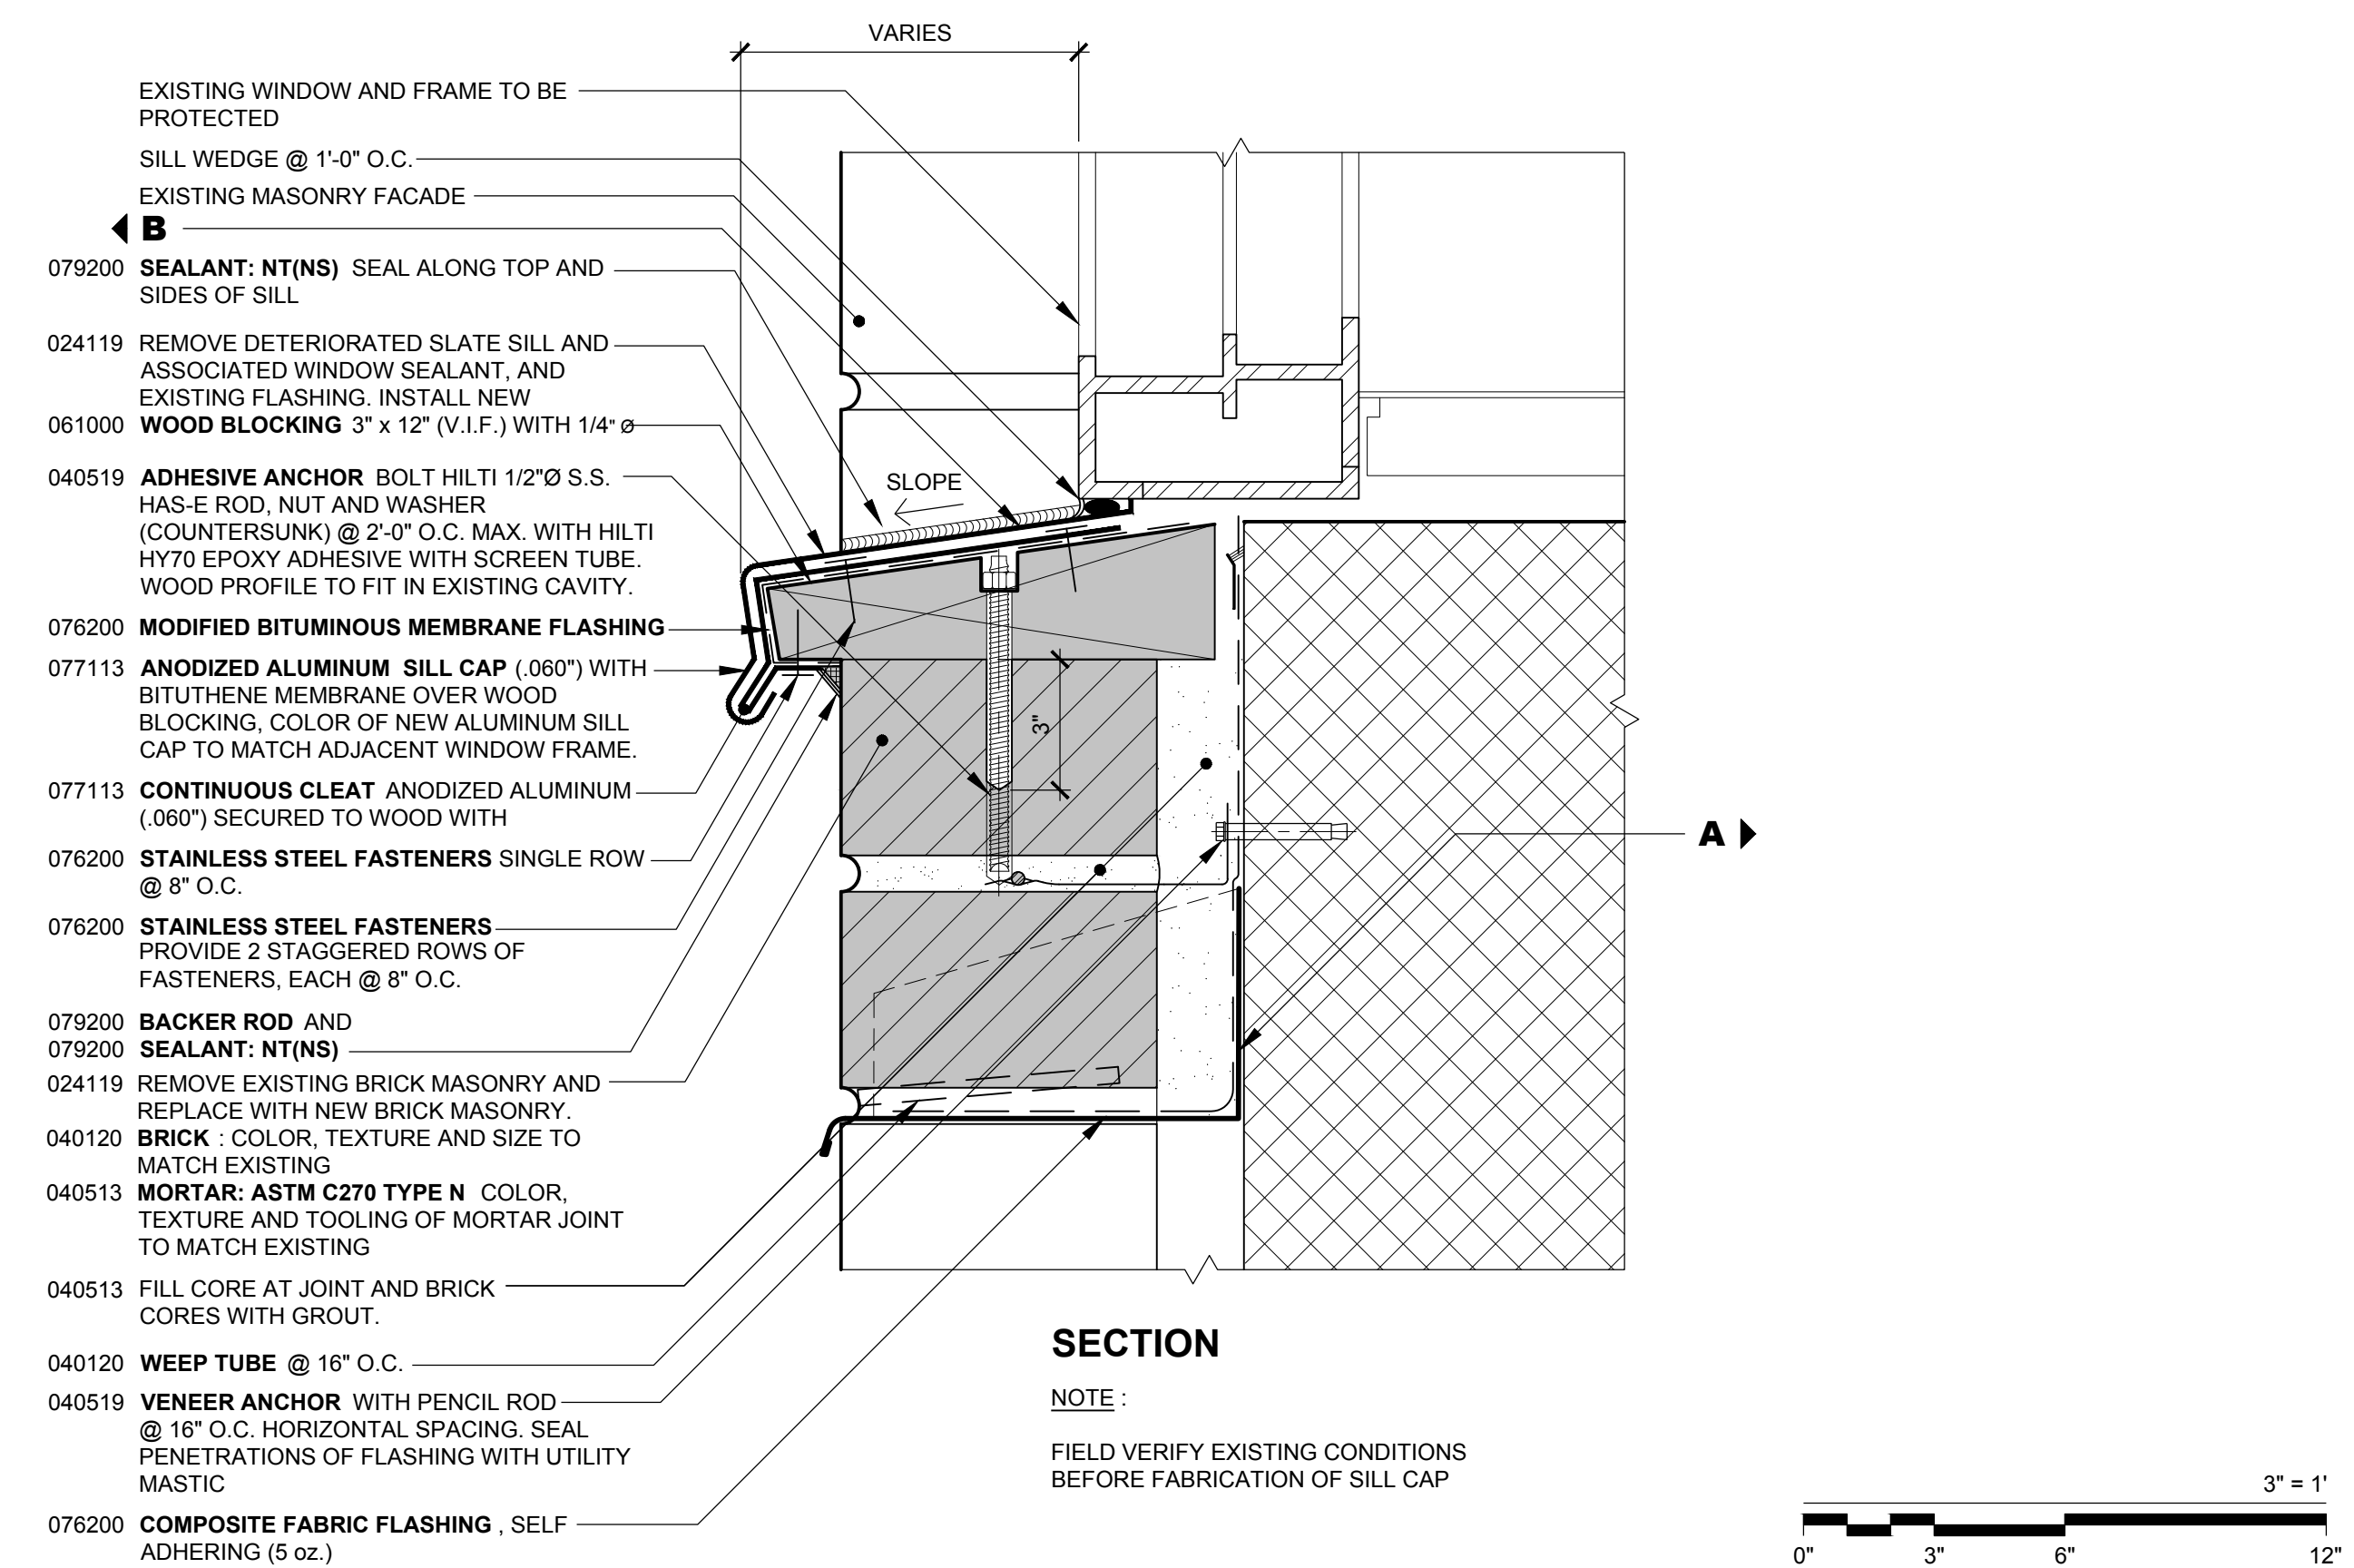 VARIES
EXISTING WINDOW AND FRAME TO BE
PROTECTED
SILL WEDGE @ 1'-0" O.C.
EXISTING MASONRY FACADE
B
079200 SEALANT: NT(NS) SEAL ALONG TOP AND
SIDES OF SILL
024119 REMOVE DETERIORATED SLATE SILL AND
ASSOCIATED WINDOW SEALANT, AND
EXISTING FLASHING. INSTALL NEW
061000 WOOD BLOCKING 3" x 12" (V.I.F.) WITH 1/4" Ø
040519 ADHESIVE ANCHOR BOLT HILTI 1/2"Ø S.S.
HAS-E ROD, NUT AND WASHER
(COUNTERSUNK) @ 2'-0" O.C. MAX. WITH HILTI
HY70 EPOXY ADHESIVE WITH SCREEN TUBE.
WOOD PROFILE TO FIT IN EXISTING CAVITY.
076200 MODIFIED BITUMINOUS MEMBRANE FLASHING
077113 ANODIZED ALUMINUM SILL CAP (.060") WITH
BITUTHENE MEMBRANE OVER WOOD
BLOCKING, COLOR OF NEW ALUMINUM SILL
CAP TO MATCH ADJACENT WINDOW FRAME.
077113 CONTINUOUS CLEAT ANODIZED ALUMINUM
(.060") SECURED TO WOOD WITH
076200 STAINLESS STEEL FASTENERS SINGLE ROW
@ 8" O.C.
076200 STAINLESS STEEL FASTENERS
PROVIDE 2 STAGGERED ROWS OF
FASTENERS, EACH @ 8" O.C.
079200 BACKER ROD AND
079200 SEALANT: NT(NS)
024119 REMOVE EXISTING BRICK MASONRY AND
REPLACE WITH NEW BRICK MASONRY.
040120 BRICK : COLOR, TEXTURE AND SIZE TO
MATCH EXISTING
040513 MORTAR: ASTM C270 TYPE N COLOR,
TEXTURE AND TOOLING OF MORTAR JOINT
TO MATCH EXISTING
040513 FILL CORE AT JOINT AND BRICK
CORES WITH GROUT.
040120 WEEP TUBE @ 16" O.C.
040519 VENEER ANCHOR WITH PENCIL ROD
@ 16" O.C. HORIZONTAL SPACING. SEAL
PENETRATIONS OF FLASHING WITH UTILITY
MASTIC
076200 COMPOSITE FABRIC FLASHING , SELF
ADHERING (5 oz.)
SLOPE
3"
A
SECTION
NOTE :
FIELD VERIFY EXISTING CONDITIONS
BEFORE FABRICATION OF SILL CAP
3" = 1'
0" 3" 6" 12"